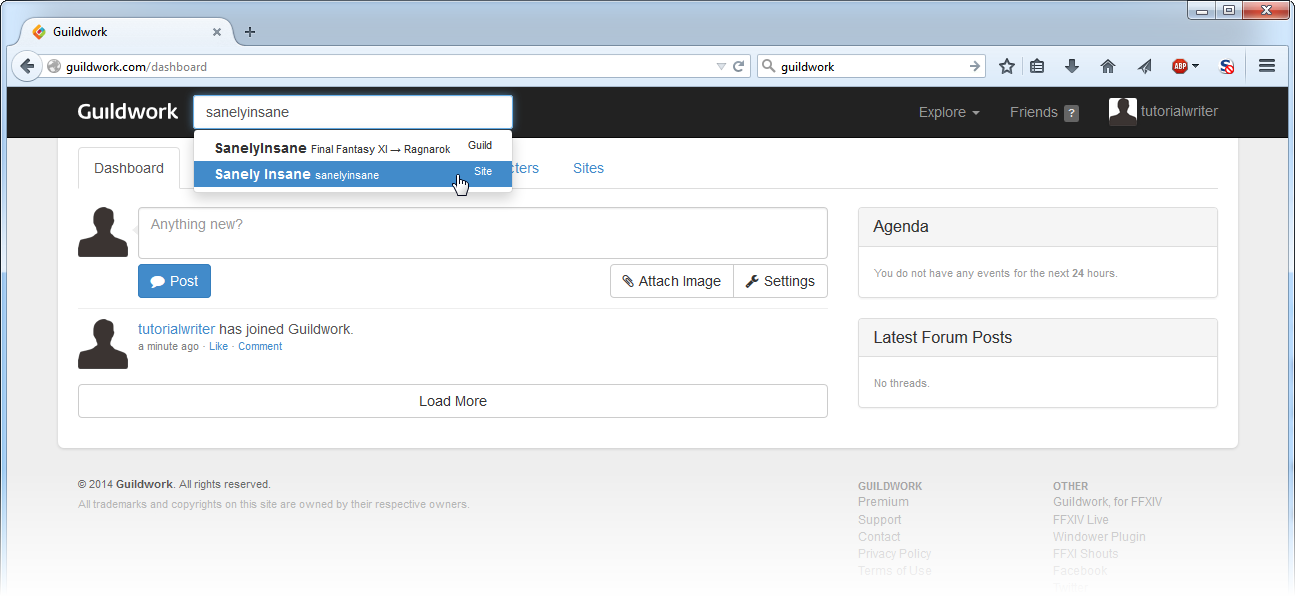 Guildwork
guildwork.com/dashboard
guildwork
ABP
Guildwork
sanelyinsane
Explore
Friends ?
tutorialwriter
SanelyInsane Final Fantasy XI → Ragnarok Guild
Sanely Insane sanelyinsane Site
Dashboard
Sites
Anything new?
Post
Attach Image
Settings
tutorialwriter has joined Guildwork.
a minute ago · Like · Comment
Load More
Agenda
You do not have any events for the next 24 hours.
Latest Forum Posts
No threads.
© 2014 Guildwork. All rights reserved.
All trademarks and copyrights on this site are owned by their respective owners.
GUILDWORK
Premium
Support
Contact
Privacy Policy
Terms of Use
OTHER
Guildwork, for FFXIV
FFXIV Live
Windower Plugin
FFXI Shouts
Facebook